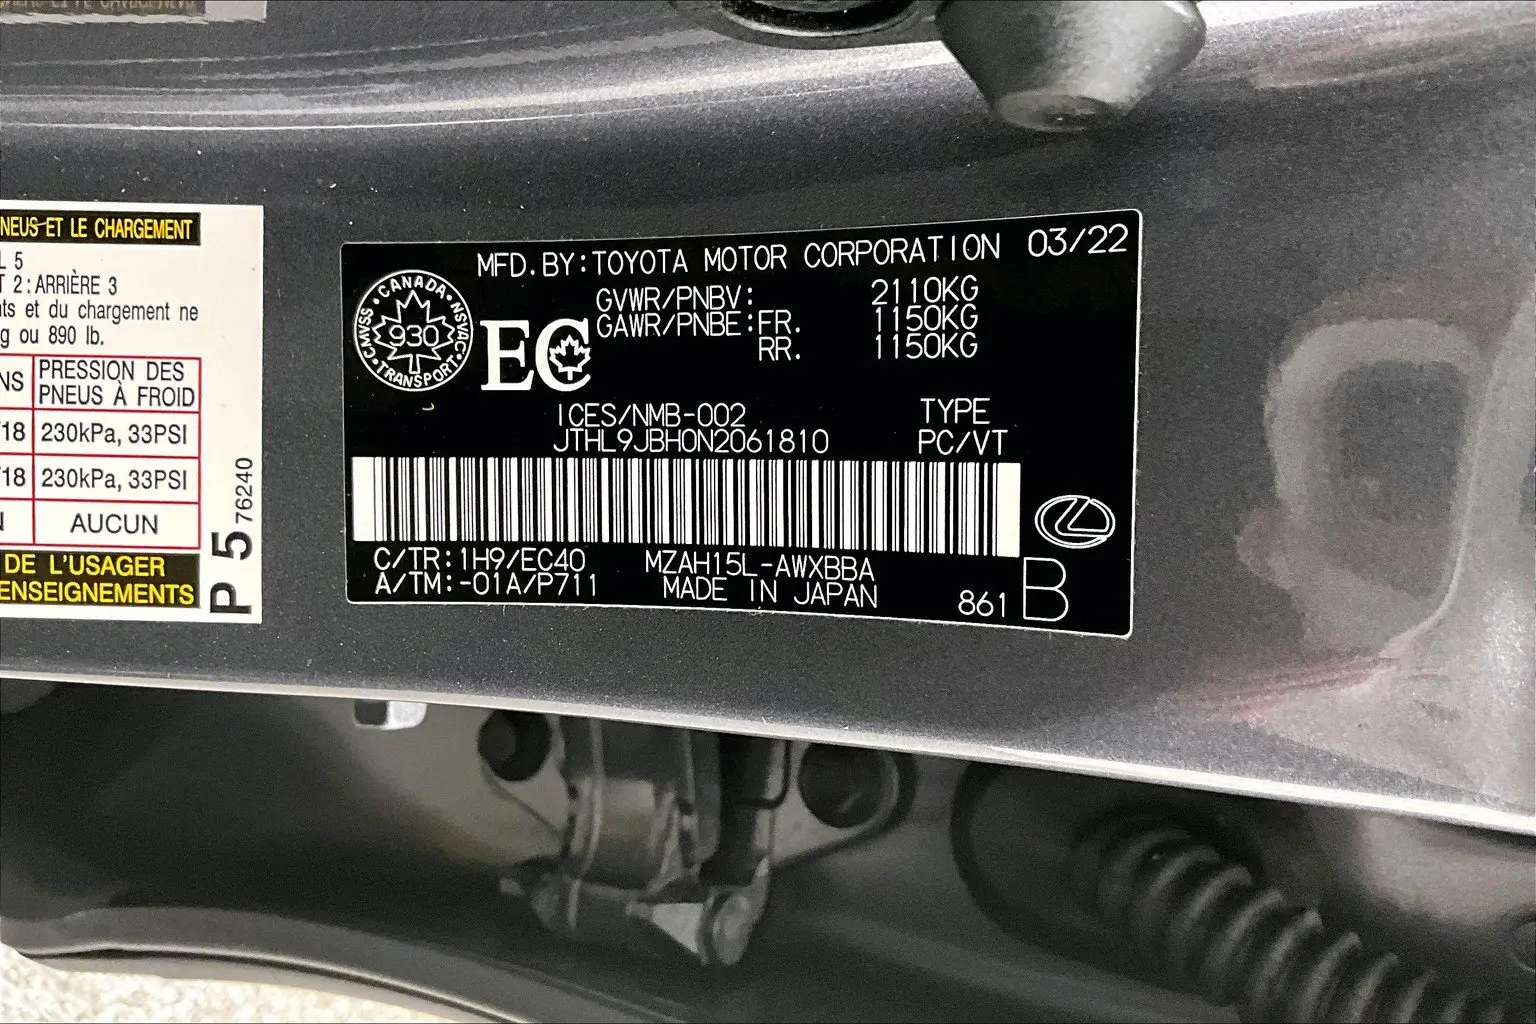 NEUS ET LE CHARGEMENT
L 5
T 2: ARRIÈRE 3
nts et du chargement ne
g ou 890 lb.
NS PRESSION DES PNEUS À FROID
/18 230kPa, 33PSI
/18 230kPa, 33PSI
N AUCUN
DE L'USAGER
ENSEIGNEMENTS
P 5 76240
MFD. BY: TOYOTA MOTOR CORPORATION 03/22
CANADA
CMVSS 930 NSVAC
TRANSPORT
EC
GVWR/PNBV: 2110KG
GAWR/PNBE: FR. 1150KG
RR. 1150KG
ICES/NMB-002 TYPE
JTHL9JBH0N2061810 PC/VT
C/TR: 1H9/EC40 MZAH15L-AWXBBA
A/TM: -01A/P711 MADE IN JAPAN
861 B